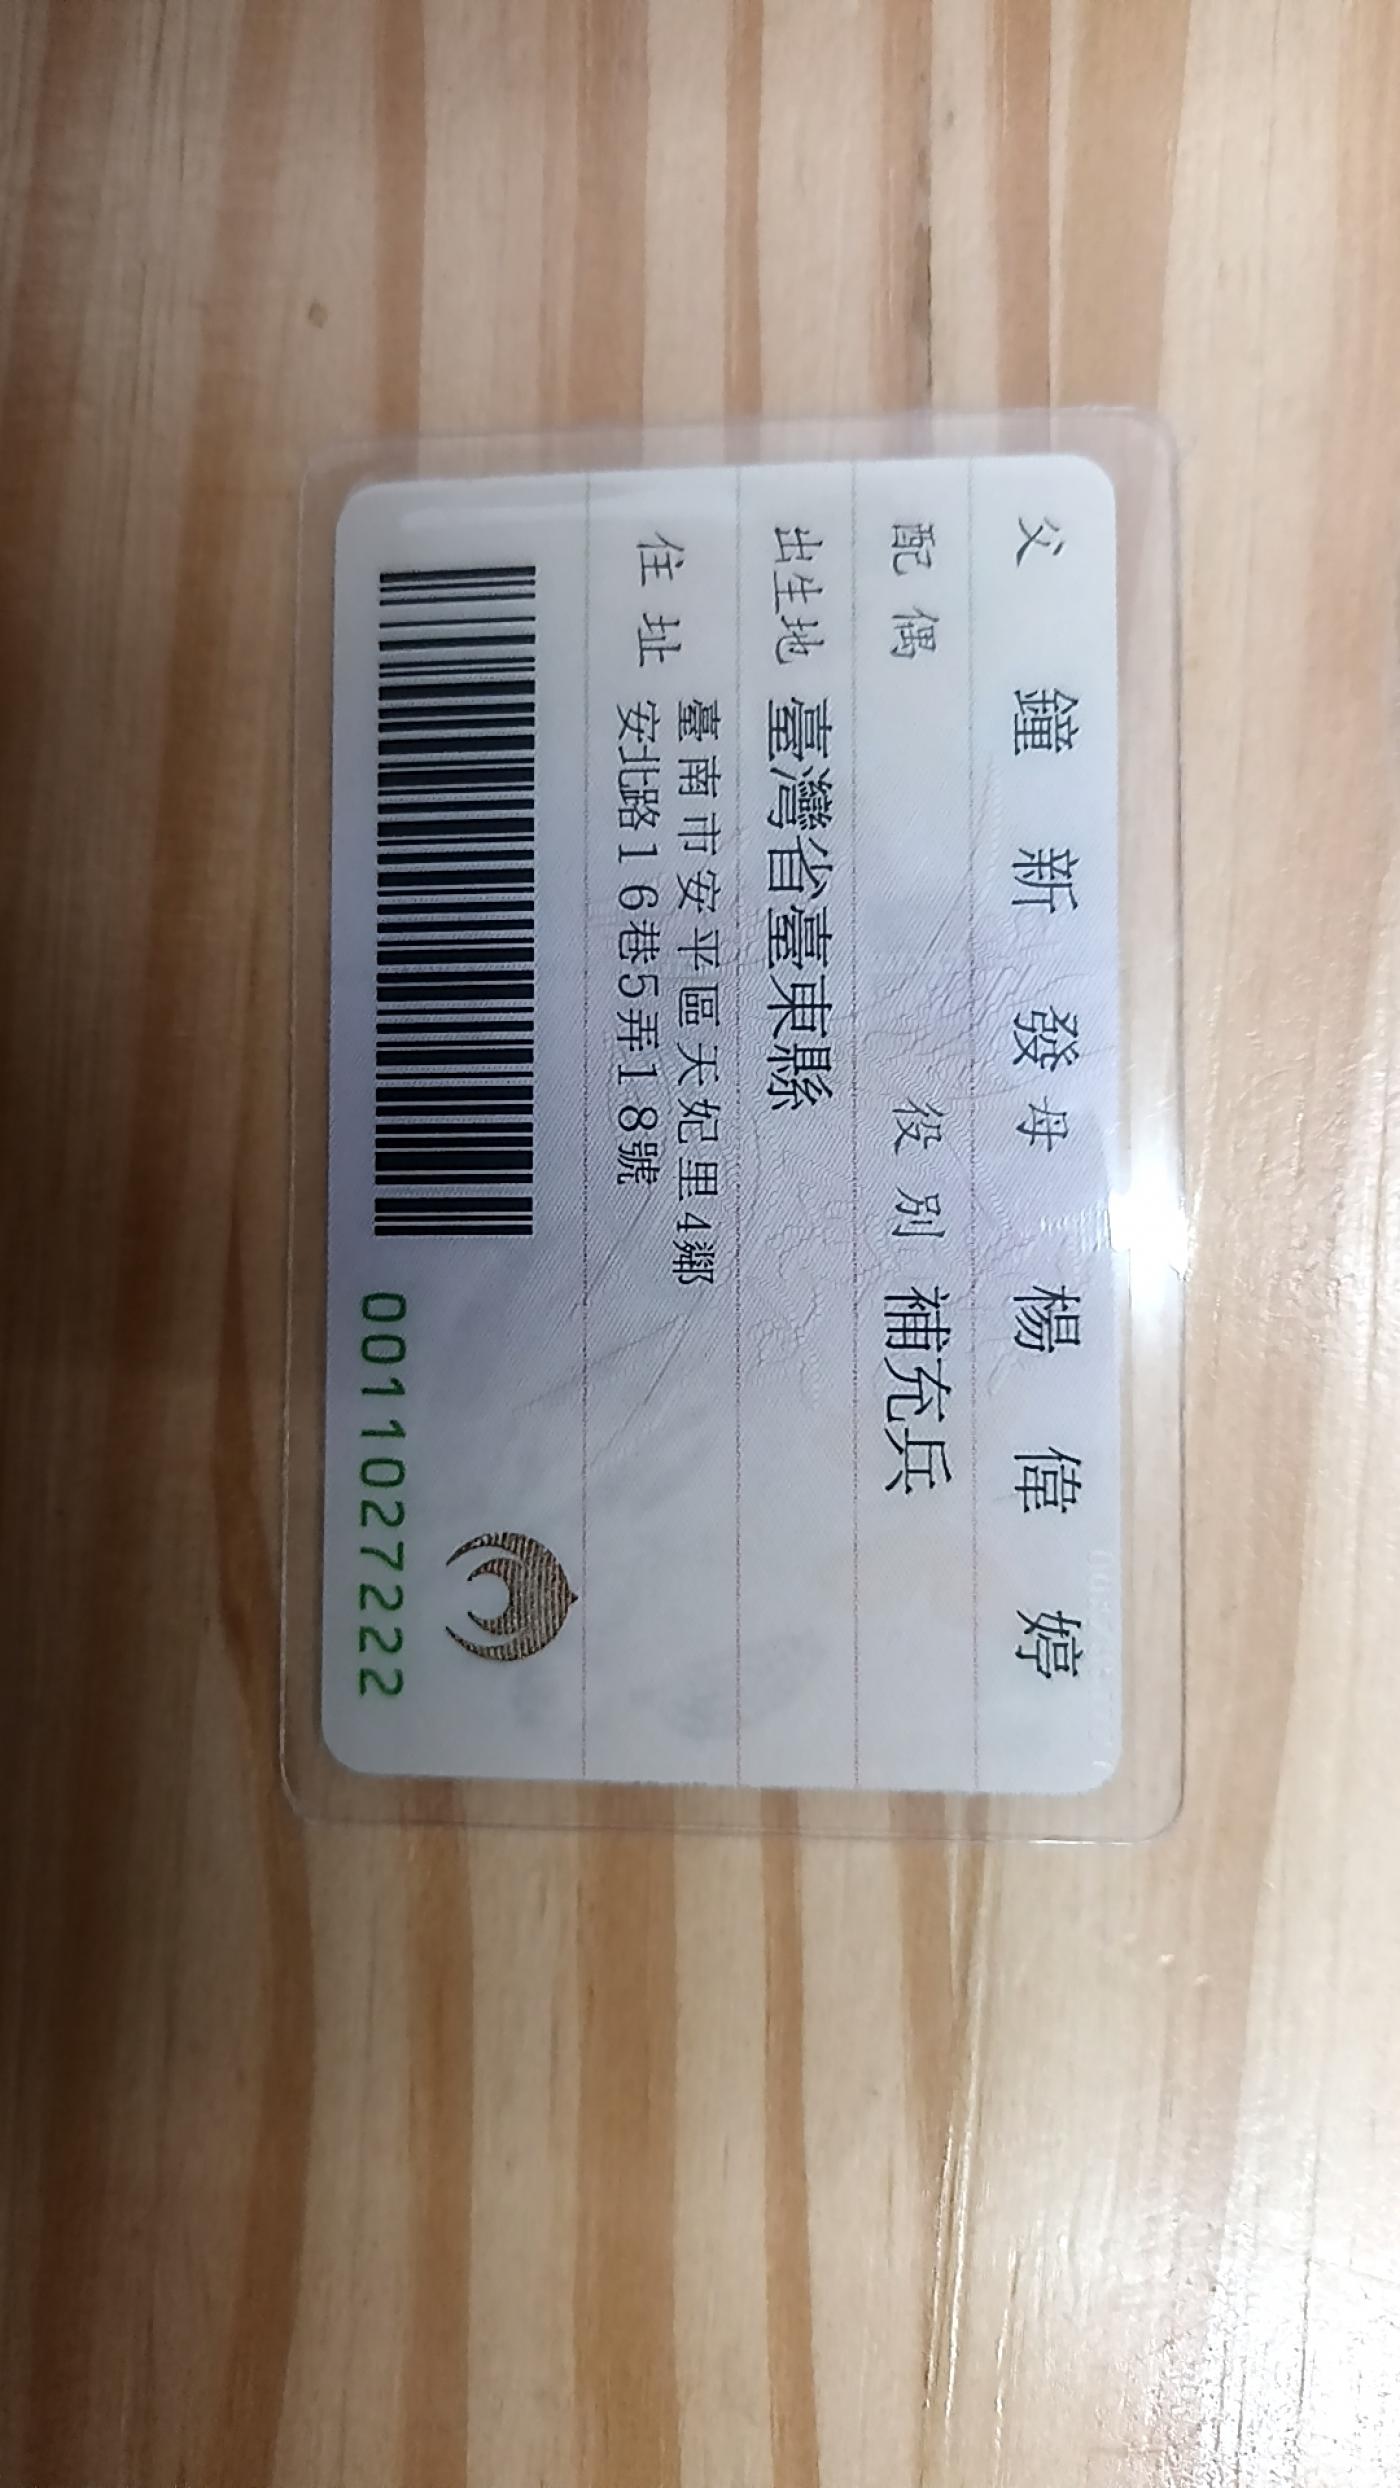 父 鐘新發 母 楊偉婷
配偶 役別 補充兵
出生地 臺灣省臺東縣
住址 臺南市安平區天妃里4鄰
安北路16巷5弄18號
0011027222